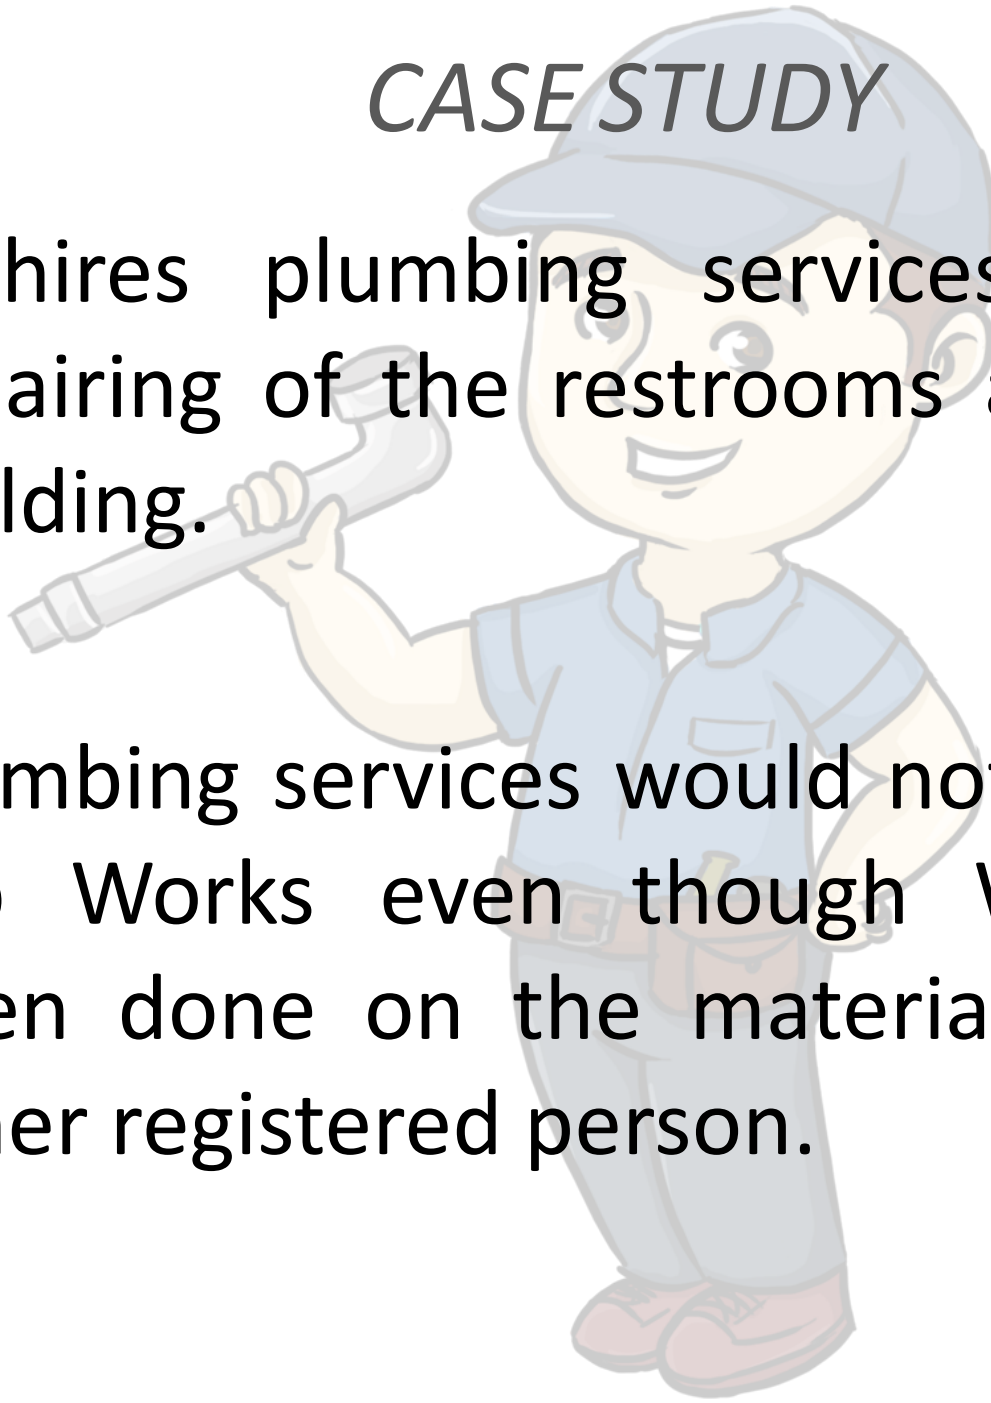 CASE STUDY
hires plumbing services
airing of the restrooms
lding.
mbing services would not
Works even though
en done on the materia
er registered person.